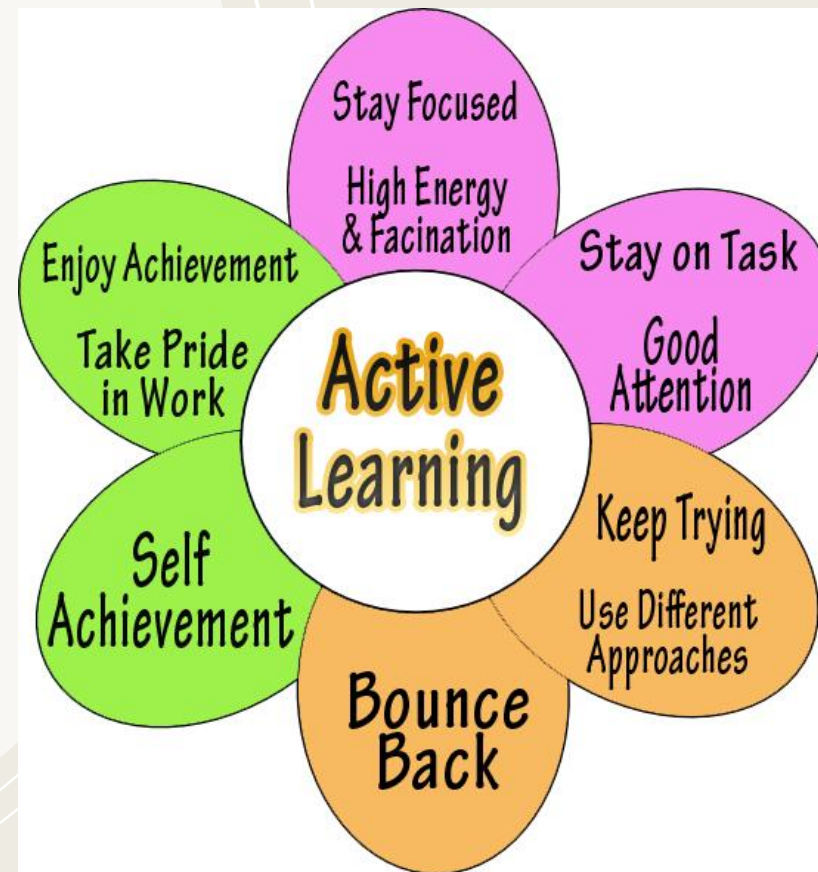 Stay Focused
High Energy
& Facination
Stay on Task
Good
Attention
Keep Trying
Use Different
Approaches
Bounce
Back
Self
Achievement
Enjoy Achievement
Take Pride
in Work
Active
Learning